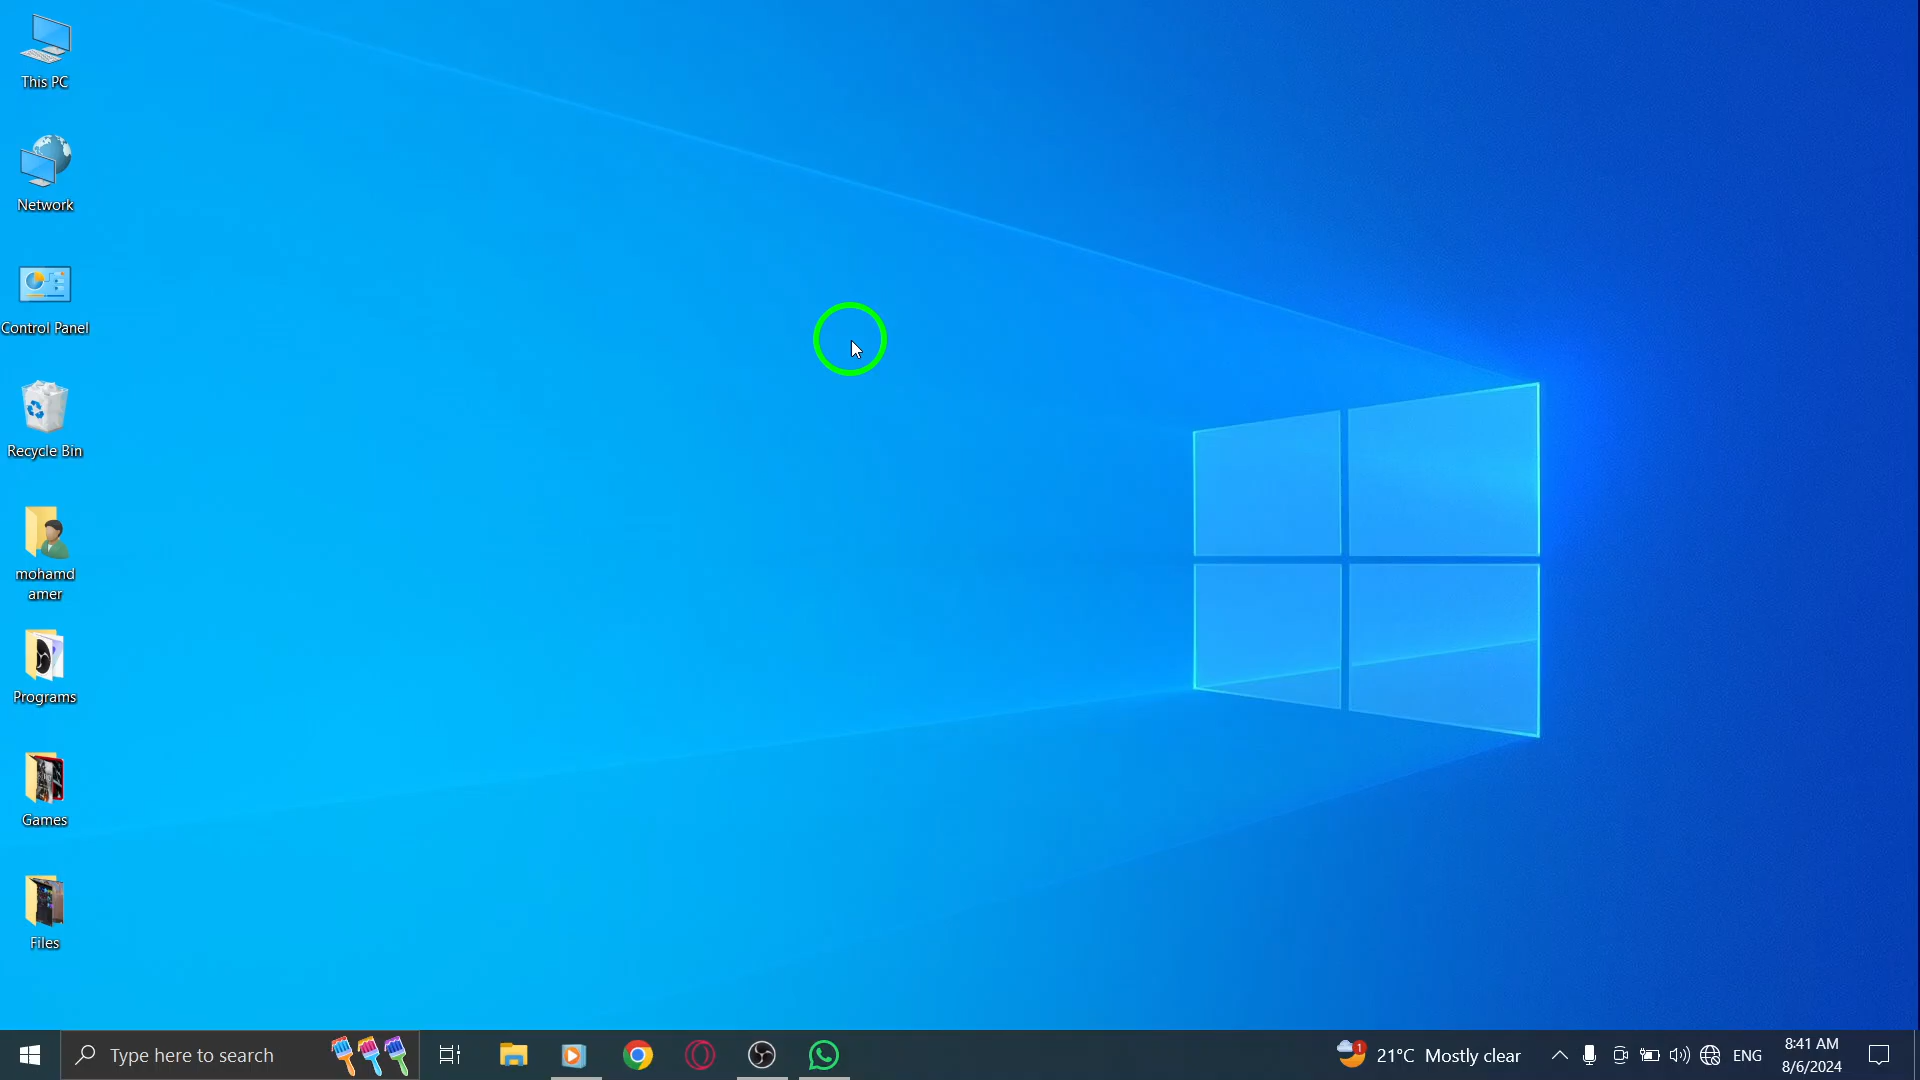 This PC
Network
Control Panel
Recycle Bin
mohamd
amer
Programs
Games
Files
Type here to search
1
21°C Mostly clear
ENG
8:41 AM
8/6/2024